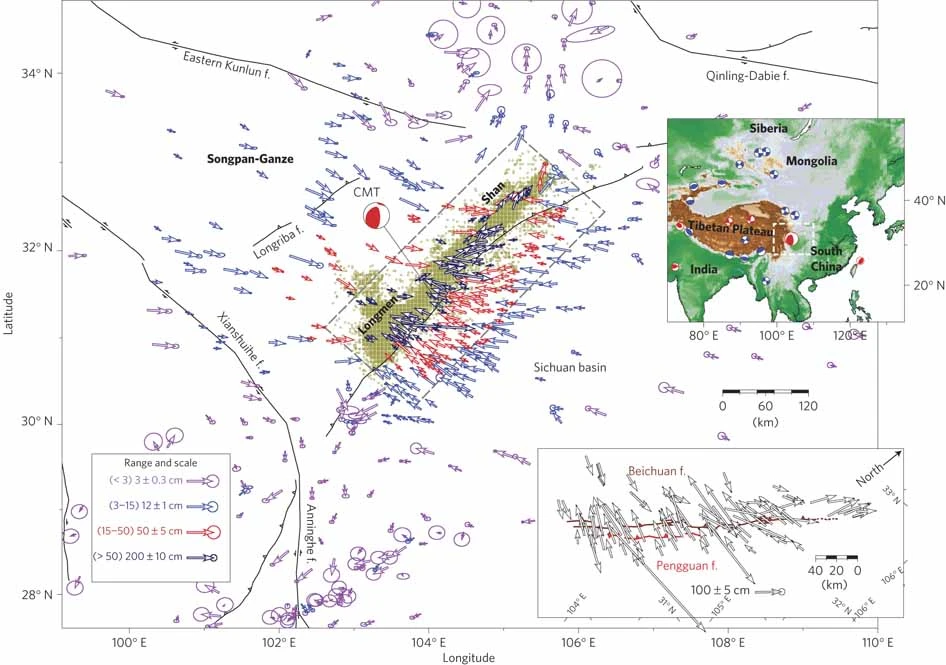 34° N
32° N
30° N
28° N
Latitude
100° E
102° E
104° E
106° E
108° E
110° E
Longitude
Eastern Kunlun f.
Qinling-Dabie f.
Songpan-Ganze
CMT
Longriba f.
Shan
Longmen
Xianshuihe f.
Anninghe f.
Sichuan basin
0 60 120
(km)
Siberia
Mongolia
Tibetan Plateau
India
South
China
40° N
20° N
80° E
100° E
120° E
Range and scale
(< 3) 3 ± 0.3 cm
(3–15) 12 ± 1 cm
(15–50) 50 ± 5 cm
(> 50) 200 ± 10 cm
North
Beichuan f.
Pengguan f.
100 ± 5 cm
40 20 0
(km)
33° N
106° E
104° E
31° N
105° E
32° N
106° E